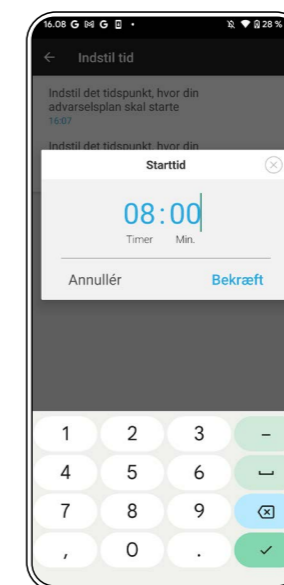 16.08 G G
28 %
Indstil tid
Indstil det tidspunkt, hvor din
advarselsplan skal starte
16:07
Indstil det tidspunkt, hvor din
Starttid
08:00
Timer Min.
Annullér Bekræft
1 2 3 –
4 5 6
7 8 9
, 0 .